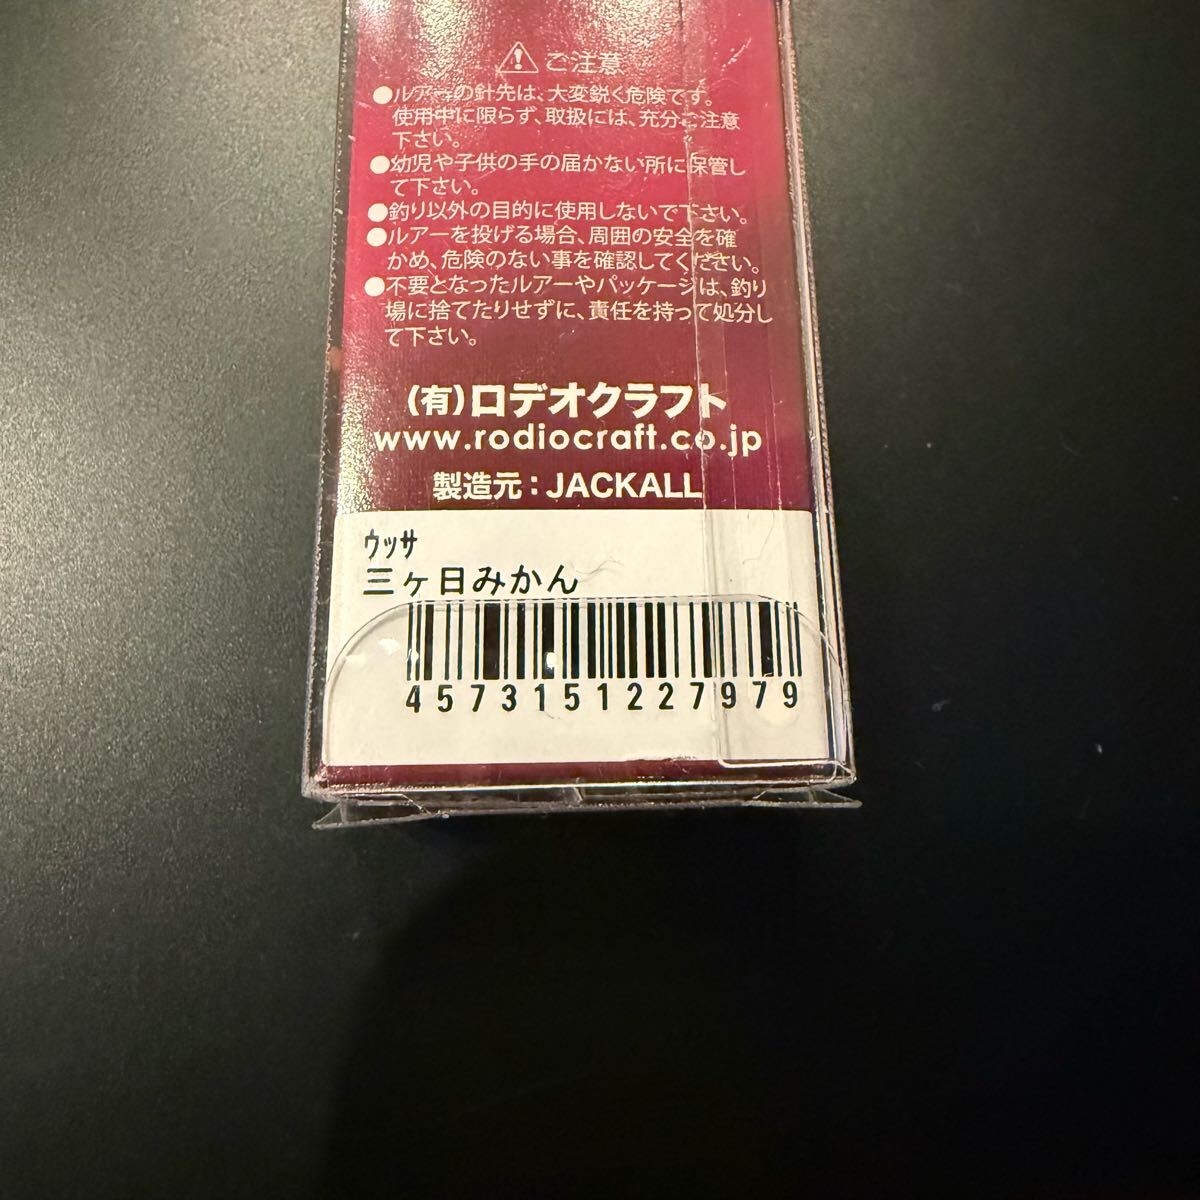 ご注意
●ルアーの針先は、大変鋭く危険です。
使用中に限らず、取扱には、充分ご注意
下さい。
●幼児や子供の手の届かない所に保管し
て下さい。
●釣り以外の目的に使用しないで下さい。
●ルアーを投げる場合、周囲の安全を確
かめ、危険のない事を確認してください。
●不要となったルアーやパッケージは、釣り
場に捨てたりせずに、責任を持って処分し
て下さい。
(有)ロデオクラフト
www.rodiocraft.co.jp
製造元：JACKALL
ウッサ
三ヶ日みかん
4573151227979